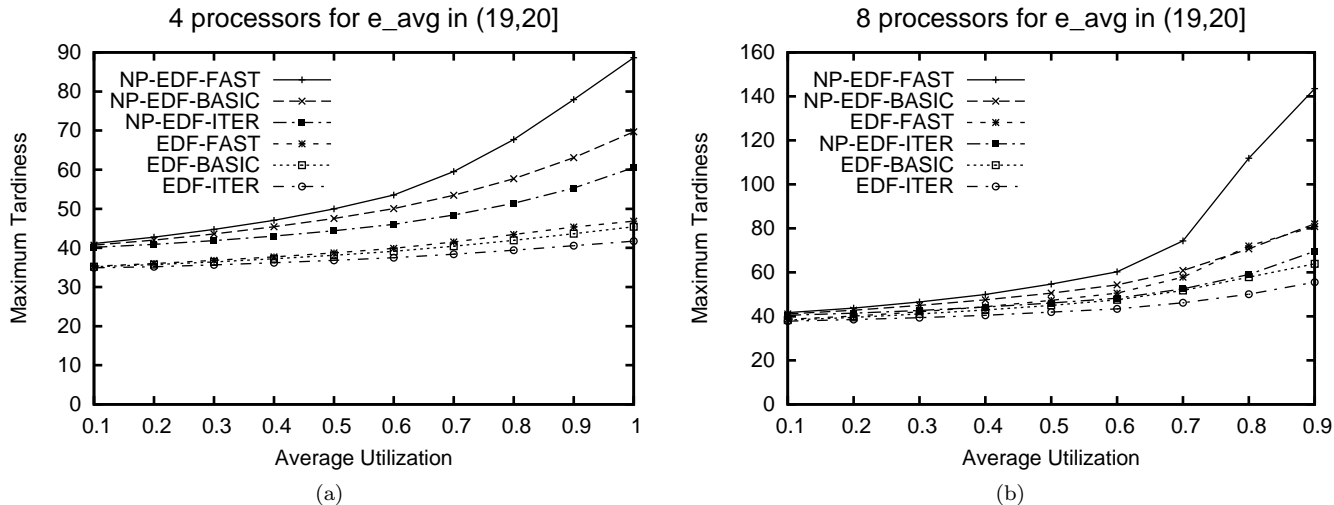 4 processors for e_avg in (19,20]
90
80
70
60
50
40
30
20
10
0
Maximum Tardiness
NP-EDF-FAST
NP-EDF-BASIC
NP-EDF-ITER
EDF-FAST
EDF-BASIC
EDF-ITER
0.1 0.2 0.3 0.4 0.5 0.6 0.7 0.8 0.9 1
Average Utilization
(a)
8 processors for e_avg in (19,20]
160
140
120
100
80
60
40
20
0
Maximum Tardiness
NP-EDF-FAST
NP-EDF-BASIC
EDF-FAST
NP-EDF-ITER
EDF-BASIC
EDF-ITER
0.1 0.2 0.3 0.4 0.5 0.6 0.7 0.8 0.9
Average Utilization
(b)